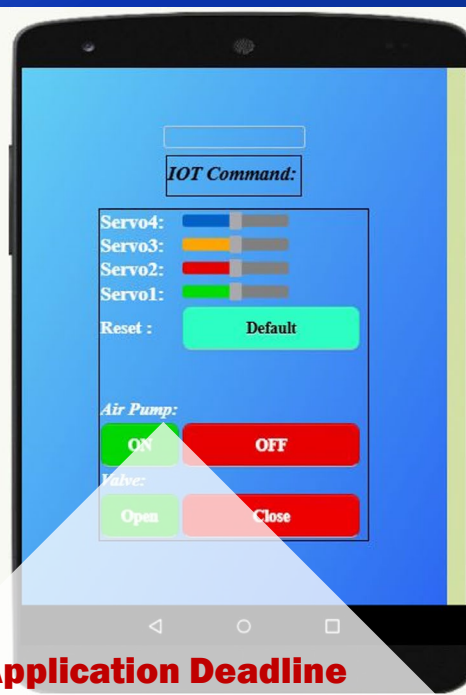 IOT Command:
Servo4:
Servo3:
Servo2:
Servo1:
Reset : Default
Air Pump:
ON OFF
Valve:
Open Close
Application Deadline